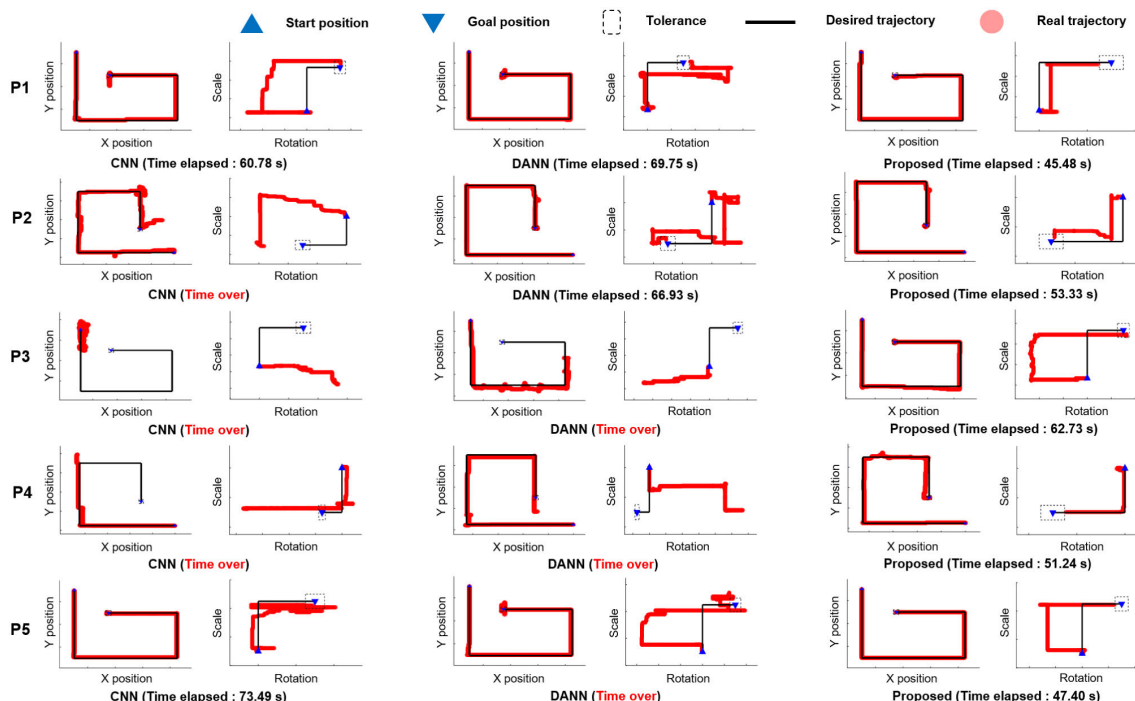 Start position Goal position Tolerance Desired trajectory Real trajectory
P1
Y position Scale Y position Scale Y position Scale
X position Rotation X position Rotation X position Rotation
CNN (Time elapsed : 60.78 s) DANN (Time elapsed : 69.75 s) Proposed (Time elapsed : 45.48 s)
P2
Y position Scale Y position Scale Y position Scale
X position Rotation X position Rotation X position Rotation
CNN (Time over) DANN (Time elapsed : 66.93 s) Proposed (Time elapsed : 53.33 s)
P3
Y position Scale Y position Scale Y position Scale
X position Rotation X position Rotation X position Rotation
CNN (Time over) DANN (Time over) Proposed (Time elapsed : 62.73 s)
P4
Y position Scale Y position Scale Y position Scale
X position Rotation X position Rotation X position Rotation
CNN (Time over) DANN (Time over) Proposed (Time elapsed : 51.24 s)
P5
Y position Scale Y position Scale Y position Scale
X position Rotation X position Rotation X position Rotation
CNN (Time elapsed : 73.49 s) DANN (Time over) Proposed (Time elapsed : 47.40 s)